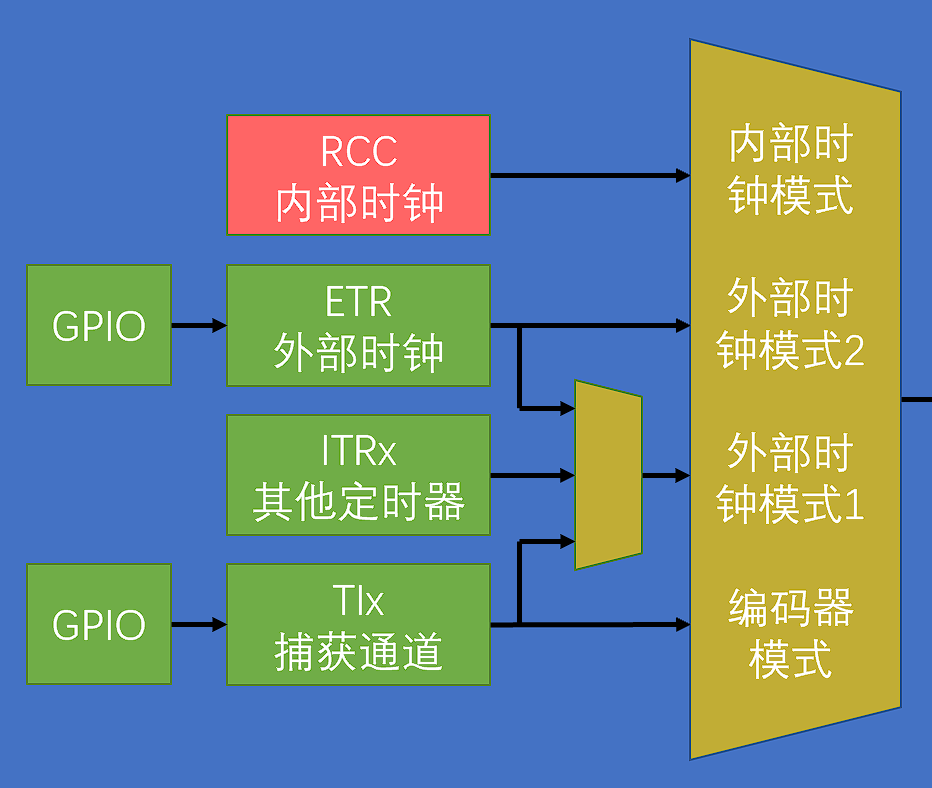 RCC
内部时钟
GPIO
ETR
外部时钟
ITRx
其他定时器
GPIO
TIx
捕获通道
内部时
钟模式
外部时
钟模式2
外部时
钟模式1
编码器
模式